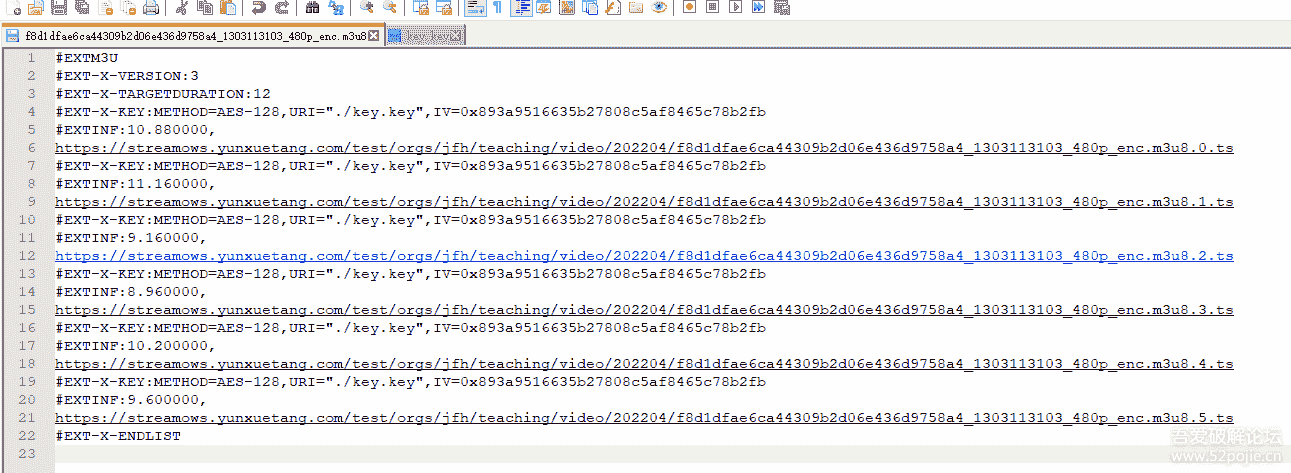 f8d1dfae6ca44309b2d06e436d9758a4_1303113103_480p_enc.m3u8 key.key
1 #EXTM3U
2 #EXT-X-VERSION:3
3 #EXT-X-TARGETDURATION:12
4 #EXT-X-KEY:METHOD=AES-128,URI="./key.key",IV=0x893a9516635b27808c5af8465c78b2fb
5 #EXTINF:10.880000,
6 https://streamows.yunxuetang.com/test/orgs/jfh/teaching/video/202204/f8d1dfae6ca44309b2d06e436d9758a4_1303113103_480p_enc.m3u8.0.ts
7 #EXT-X-KEY:METHOD=AES-128,URI="./key.key",IV=0x893a9516635b27808c5af8465c78b2fb
8 #EXTINF:11.160000,
9 https://streamows.yunxuetang.com/test/orgs/jfh/teaching/video/202204/f8d1dfae6ca44309b2d06e436d9758a4_1303113103_480p_enc.m3u8.1.ts
10 #EXT-X-KEY:METHOD=AES-128,URI="./key.key",IV=0x893a9516635b27808c5af8465c78b2fb
11 #EXTINF:9.160000,
12 https://streamows.yunxuetang.com/test/orgs/jfh/teaching/video/202204/f8d1dfae6ca44309b2d06e436d9758a4_1303113103_480p_enc.m3u8.2.ts
13 #EXT-X-KEY:METHOD=AES-128,URI="./key.key",IV=0x893a9516635b27808c5af8465c78b2fb
14 #EXTINF:8.960000,
15 https://streamows.yunxuetang.com/test/orgs/jfh/teaching/video/202204/f8d1dfae6ca44309b2d06e436d9758a4_1303113103_480p_enc.m3u8.3.ts
16 #EXT-X-KEY:METHOD=AES-128,URI="./key.key",IV=0x893a9516635b27808c5af8465c78b2fb
17 #EXTINF:10.200000,
18 https://streamows.yunxuetang.com/test/orgs/jfh/teaching/video/202204/f8d1dfae6ca44309b2d06e436d9758a4_1303113103_480p_enc.m3u8.4.ts
19 #EXT-X-KEY:METHOD=AES-128,URI="./key.key",IV=0x893a9516635b27808c5af8465c78b2fb
20 #EXTINF:9.600000,
21 https://streamows.yunxuetang.com/test/orgs/jfh/teaching/video/202204/f8d1dfae6ca44309b2d06e436d9758a4_1303113103_480p_enc.m3u8.5.ts
22 #EXT-X-ENDLIST
23
吾爱破解论坛
www.52pojie.cn